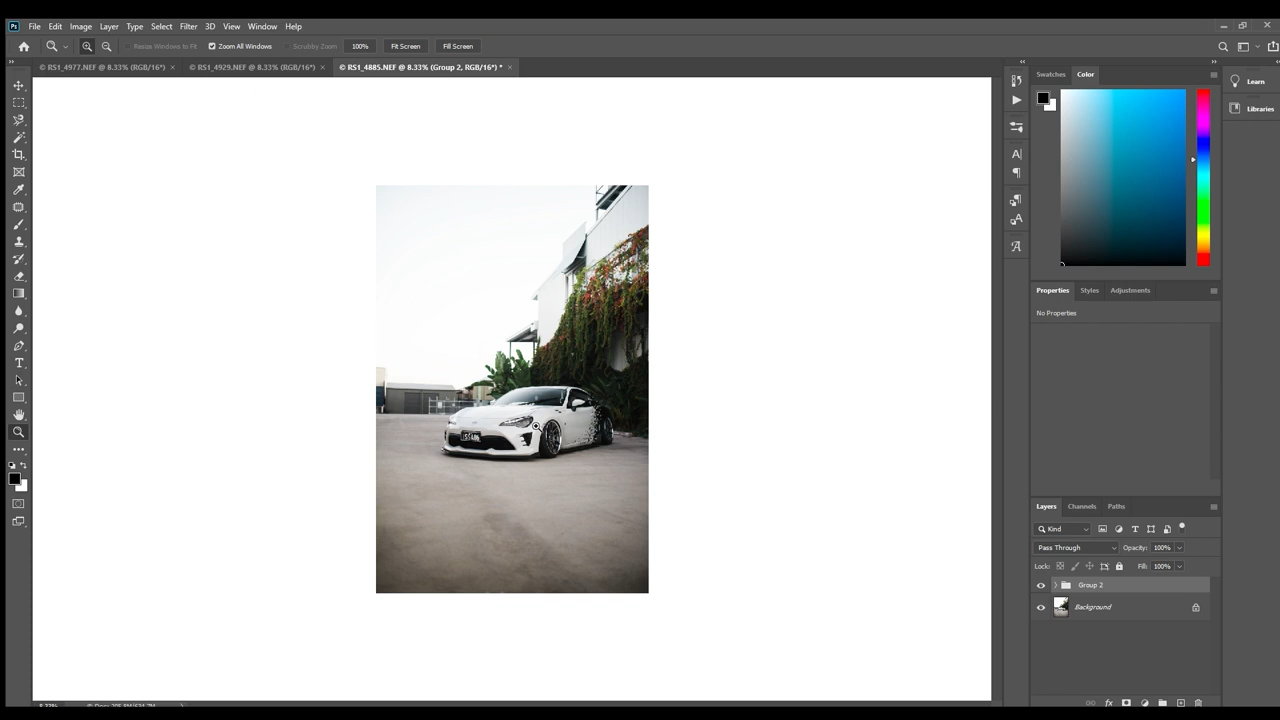 Ps File Edit Image Layer Type Select Filter 3D View Window Help
Resize Windows to Fit Zoom All Windows Scrubby Zoom 100% Fit Screen Fill Screen
© RS1_4977.NEF @ 8.33% (RGB/16*) × © RS1_4929.NEF @ 8.33% (RGB/16*) × © RS1_4885.NEF @ 8.33% (Group 2, RGB/16*) * ×
Swatches Color
Learn
Libraries
Properties Styles Adjustments
No Properties
Layers Channels Paths
Kind
Pass Through Opacity: 100%
Lock: Fill: 100%
Group 2
Background
8.33%